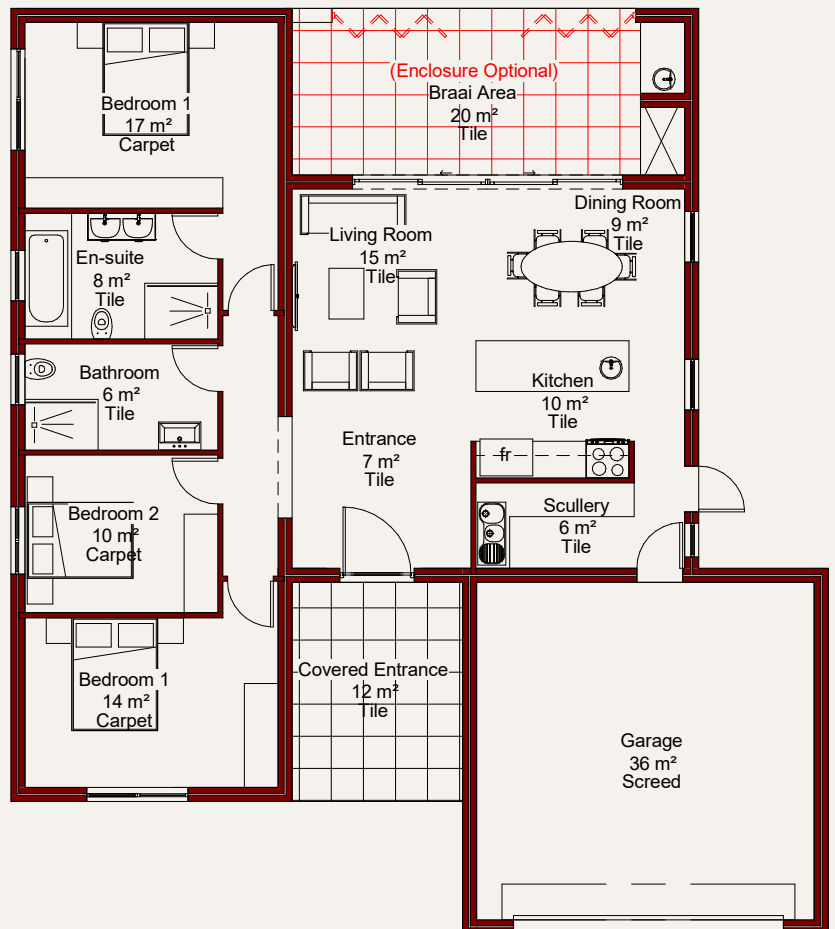 (Enclosure Optional)
Braai Area
20 m²
Tile
Bedroom 1
17 m²
Carpet
Dining Room
9 m²
Tile
Living Room
15 m²
Tile
En-suite
8 m²
Tile
Bathroom
6 m²
Tile
Kitchen
10 m²
Tile
Entrance
7 m²
Tile
fr
Bedroom 2
10 m²
Carpet
Scullery
6 m²
Tile
Bedroom 1
14 m²
Carpet
Covered Entrance
12 m²
Tile
Garage
36 m²
Screed